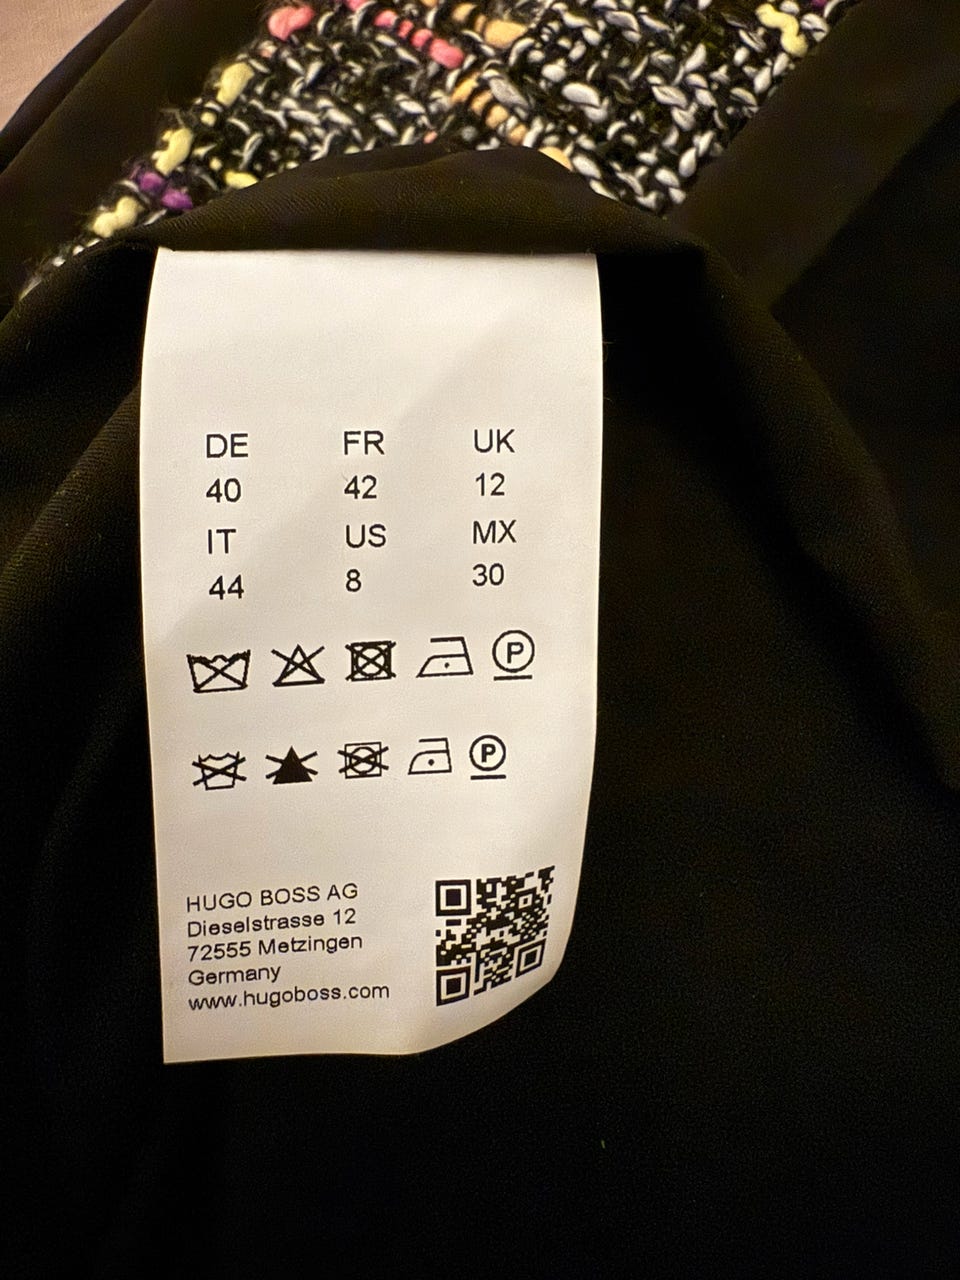 DE FR UK
40 42 12
IT US MX
44 8 30
P
P
HUGO BOSS AG
Dieselstrasse 12
72555 Metzingen
Germany
www.hugoboss.com